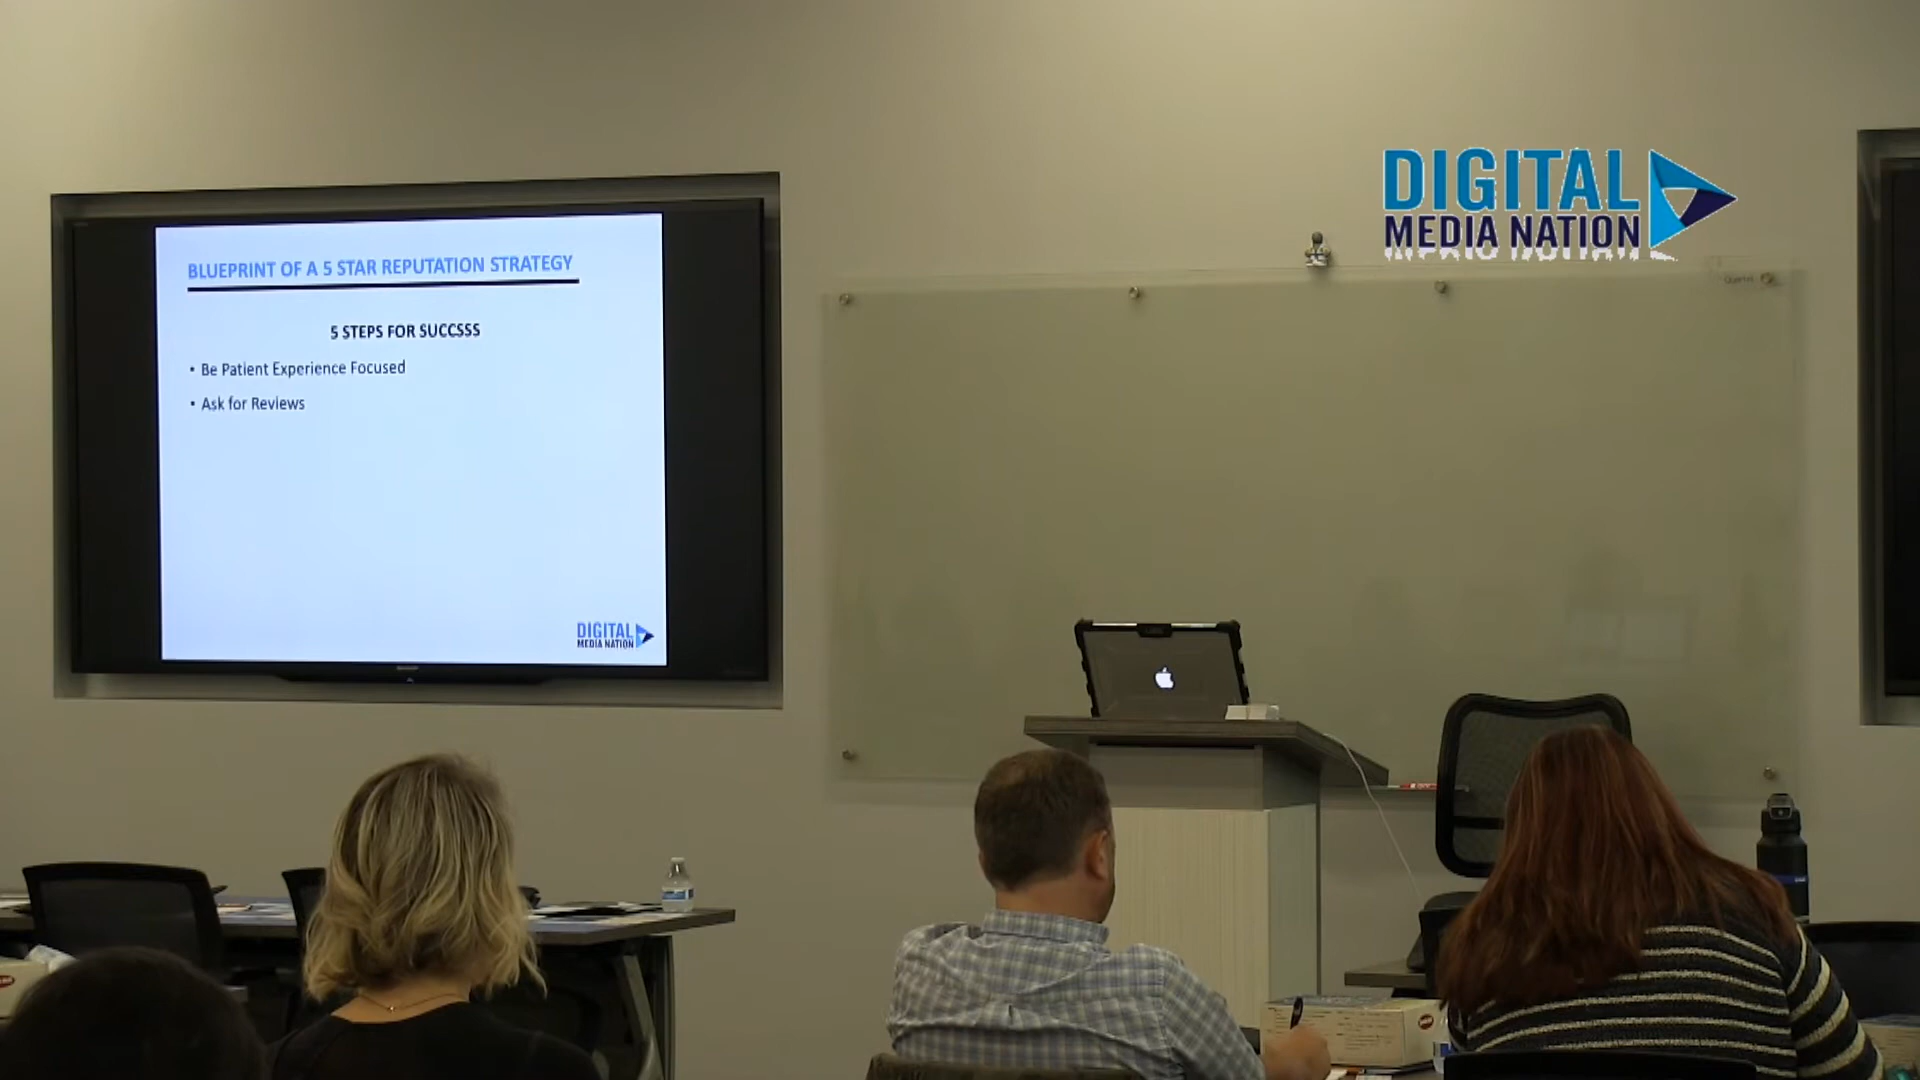 BLUEPRINT OF A 5 STAR REPUTATION STRATEGY
5 STEPS FOR SUCCSSS
• Be Patient Experience Focused
• Ask for Reviews
DIGITAL
MEDIA NATION
DIGITAL
MEDIA NATION